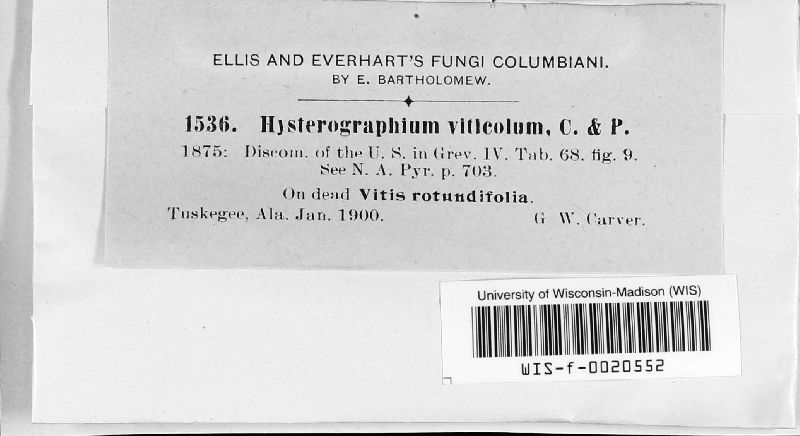 ELLIS AND EVERHART'S FUNGI COLUMBIANI.
BY E. BARTHOLOMEW.
1536. Hysterographium viticolum, C. & P.
1875: Discom. of the U. S. in Grev. IV. Tab. 68. fig. 9.
See N. A. Pyr. p. 703.
On dead Vitis rotundifolia.
Tuskegee, Ala. Jan. 1900. G W. Carver.
University of Wisconsin-Madison (WIS)
WIS-f-0020552